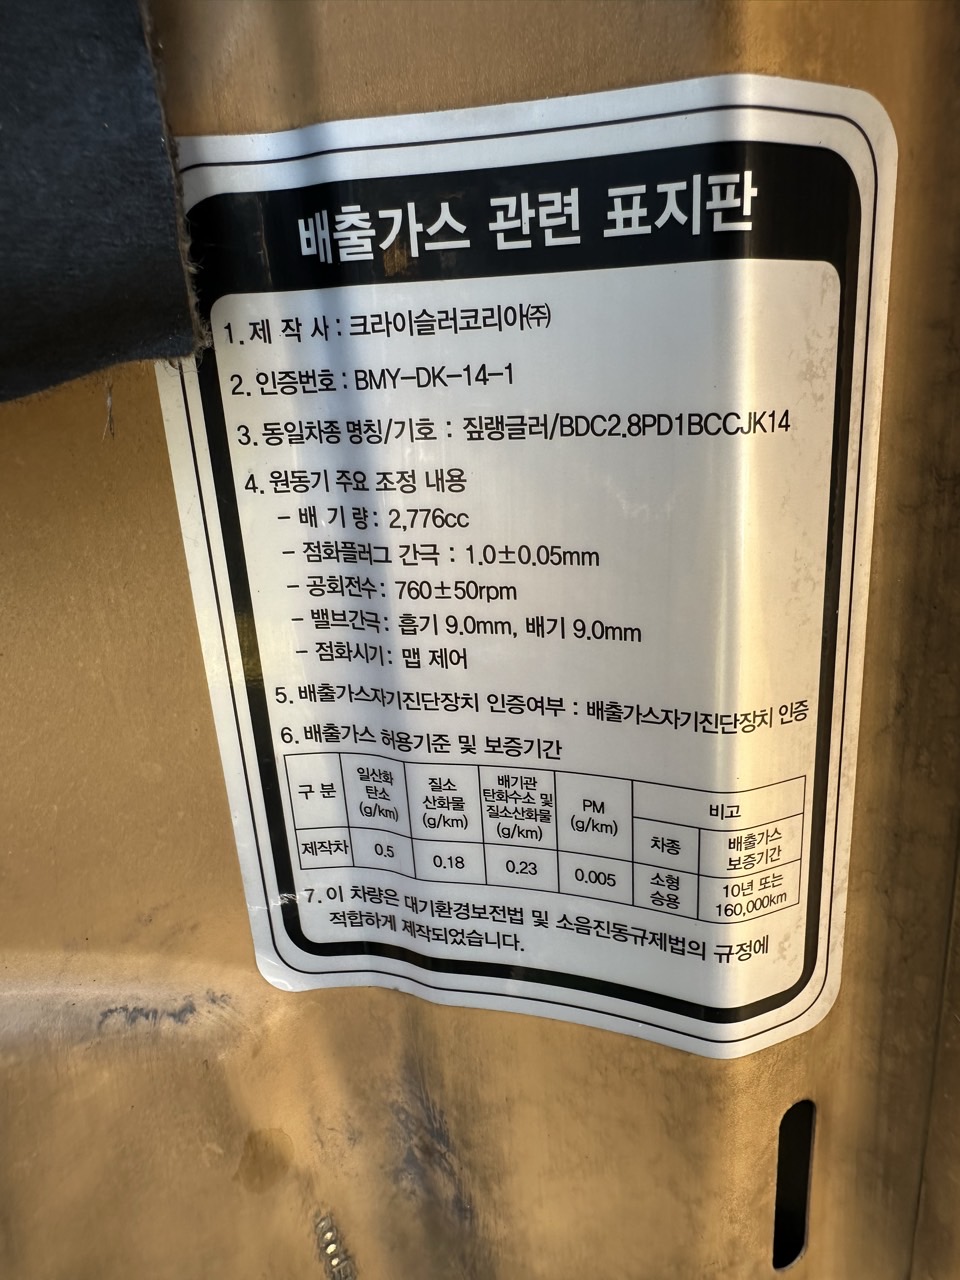 배출가스 관련 표지판
1. 제 작 사 : 크라이슬러코리아㈜
2. 인증번호 : BMY-DK-14-1
3. 동일차종 명칭/기호 : 짚랭글러/BDC2.8PD1BCCJK14
4. 원동기 주요 조정 내용
- 배 기 량 : 2,776cc
- 점화플러그 간극 : 1.0±0.05mm
- 공회전수 : 760±50rpm
- 밸브간극 : 흡기 9.0mm, 배기 9.0mm
- 점화시기 : 맵 제어
5. 배출가스자기진단장치 인증여부 : 배출가스자기진단장치 인증
6. 배출가스 허용기준 및 보증기간
구 분 일산화탄소 (g/km) 질소산화물 (g/km) 배기관 탄화수소 및 질소산화물 (g/km) PM (g/km) 비고
차종 배출가스 보증기간
제작차 0.5 0.18 0.23 0.005 소형 승용 10년 또는 160,000km
7. 이 차량은 대기환경보전법 및 소음진동규제법의 규정에
적합하게 제작되었습니다.